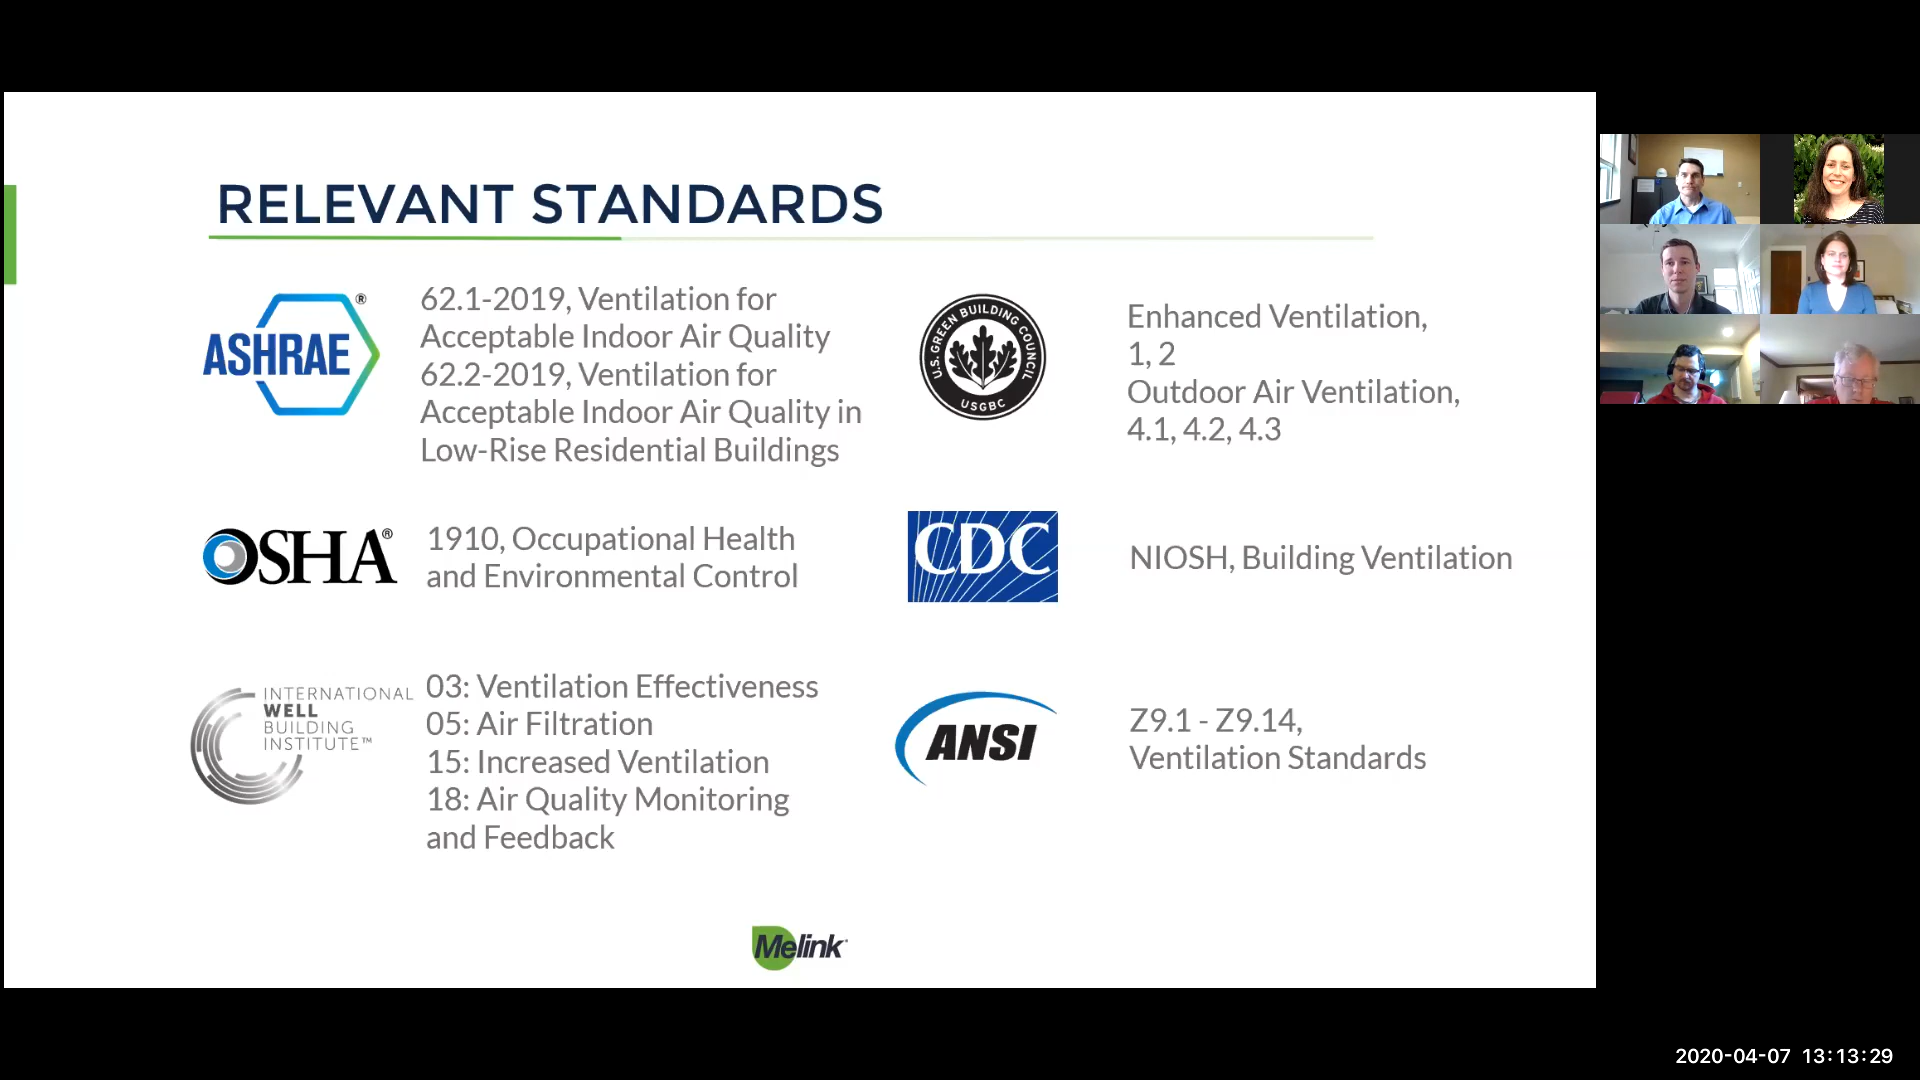 RELEVANT STANDARDS
ASHRAE®
62.1-2019, Ventilation for
Acceptable Indoor Air Quality
62.2-2019, Ventilation for
Acceptable Indoor Air Quality in
Low-Rise Residential Buildings
U.S. GREEN BUILDING COUNCIL
USGBC
Enhanced Ventilation,
1, 2
Outdoor Air Ventilation,
4.1, 4.2, 4.3
OSHA®
1910, Occupational Health
and Environmental Control
CDC
NIOSH, Building Ventilation
INTERNATIONAL
WELL
BUILDING
INSTITUTE™
03: Ventilation Effectiveness
05: Air Filtration
15: Increased Ventilation
18: Air Quality Monitoring
and Feedback
ANSI
Z9.1 - Z9.14,
Ventilation Standards
Melink
2020-04-07 13:13:29